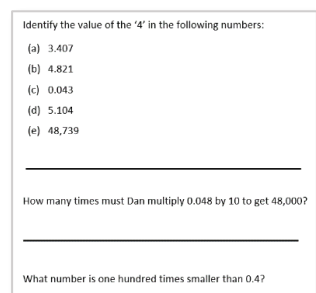 Identify the value of the ‘4’ in the following numbers:
(a) 3.407
(b) 4.821
(c) 0.043
(d) 5.104
(e) 48,739
How many times must Dan multiply 0.048 by 10 to get 48,000?
What number is one hundred times smaller than 0.4?